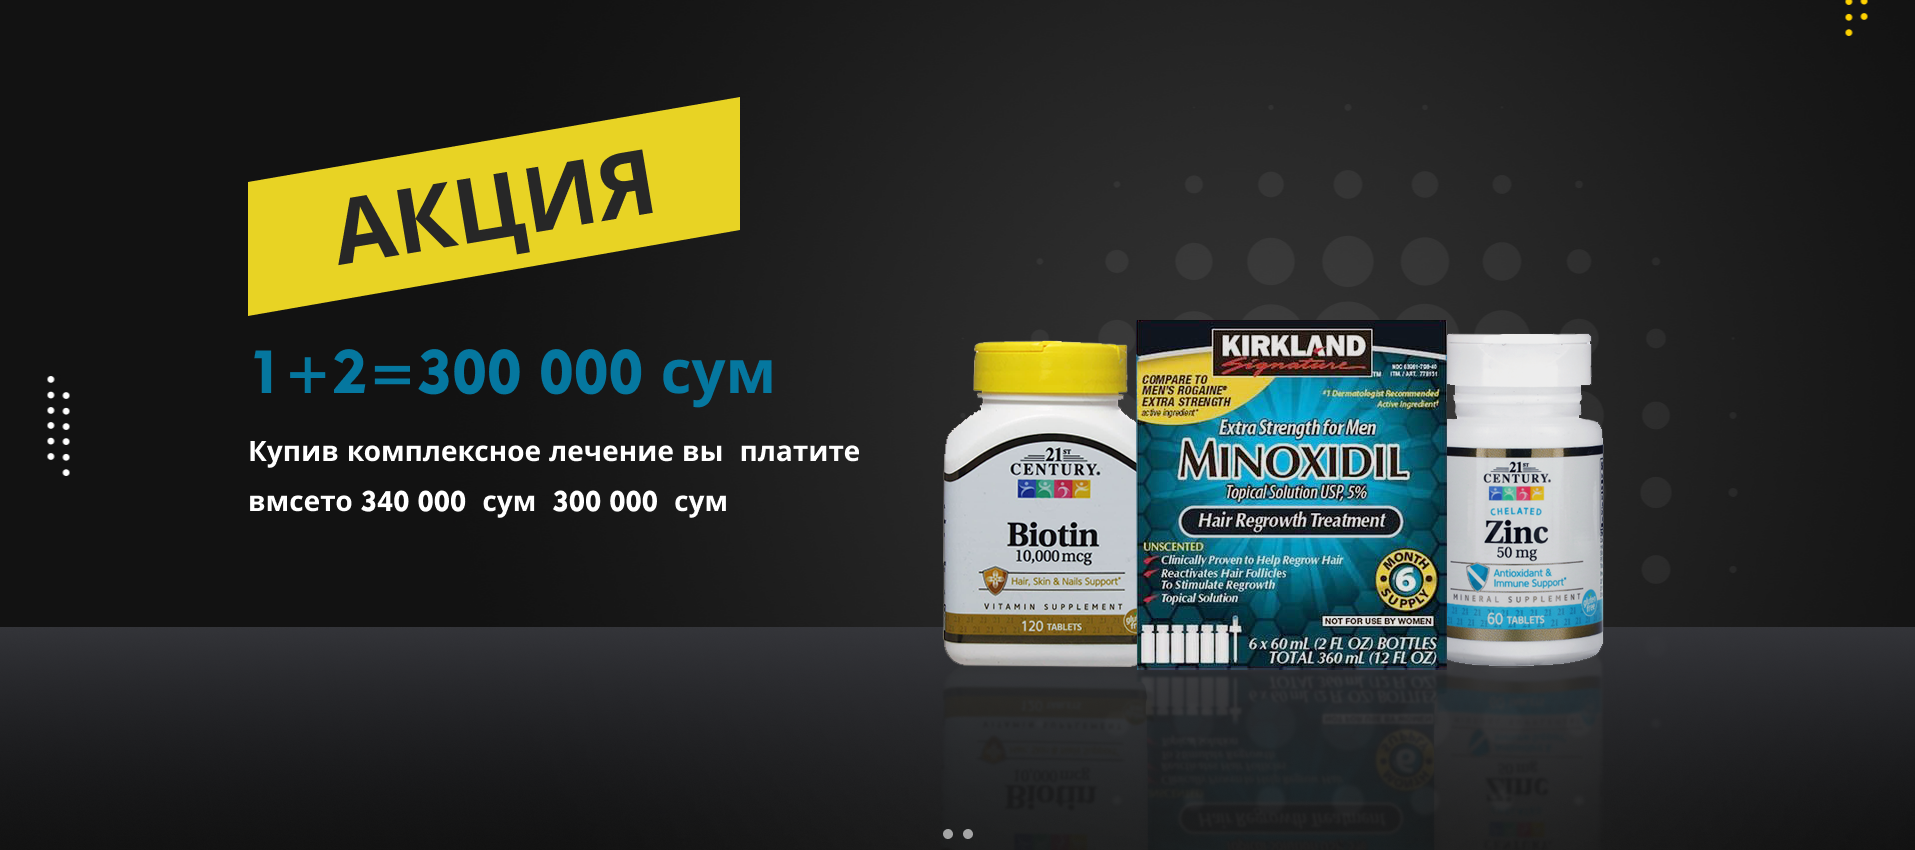 АКЦИЯ
1+2=300 000 сум
Купив комплексное лечение вы платите
вмсето 340 000 сум 300 000 сум
21ST
CENTURY.
Biotin
10,000 mcg
Hair, Skin & Nails Support*
VITAMIN SUPPLEMENT
120 TABLETS
KIRKLAND
Signature™
COMPARE TO
MEN'S ROGAINE®
EXTRA STRENGTH
active ingredient*
#1 Dermatologist Recommended
Active Ingredient†
Extra Strength for Men
MINOXIDIL
Topical Solution USP, 5%
Hair Regrowth Treatment
UNSCENTED
Clinically Proven to Help Regrow Hair
Reactivates Hair Follicles
To Stimulate Regrowth
Topical Solution
MONTH
6
SUPPLY
NOT FOR USE BY WOMEN
6 x 60 mL (2 FL OZ) BOTTLES
TOTAL 360 mL (12 FL OZ)
21ST
CENTURY.
CHELATED
Zinc
50 mg
Antioxidant &
Immune Support*
MINERAL SUPPLEMENT
60 TABLETS